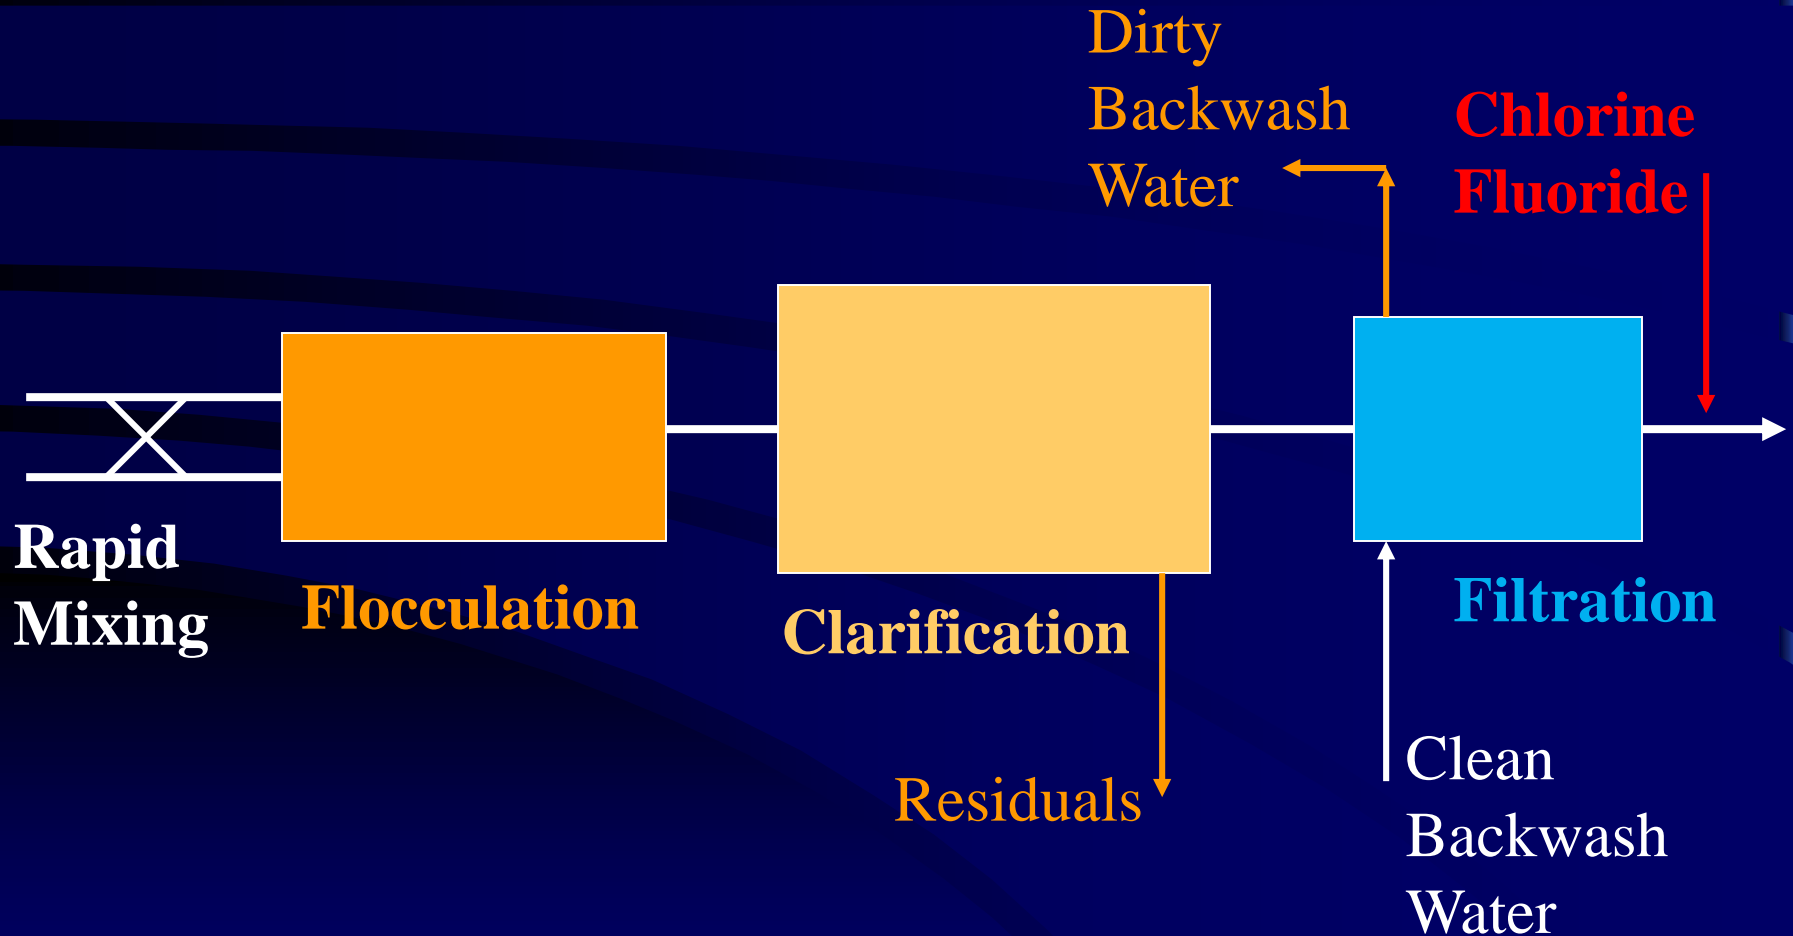 Dirty
Backwash
Water
Chlorine
Fluoride
Rapid
Mixing
Flocculation
Clarification
Filtration
Residuals
Clean
Backwash
Water